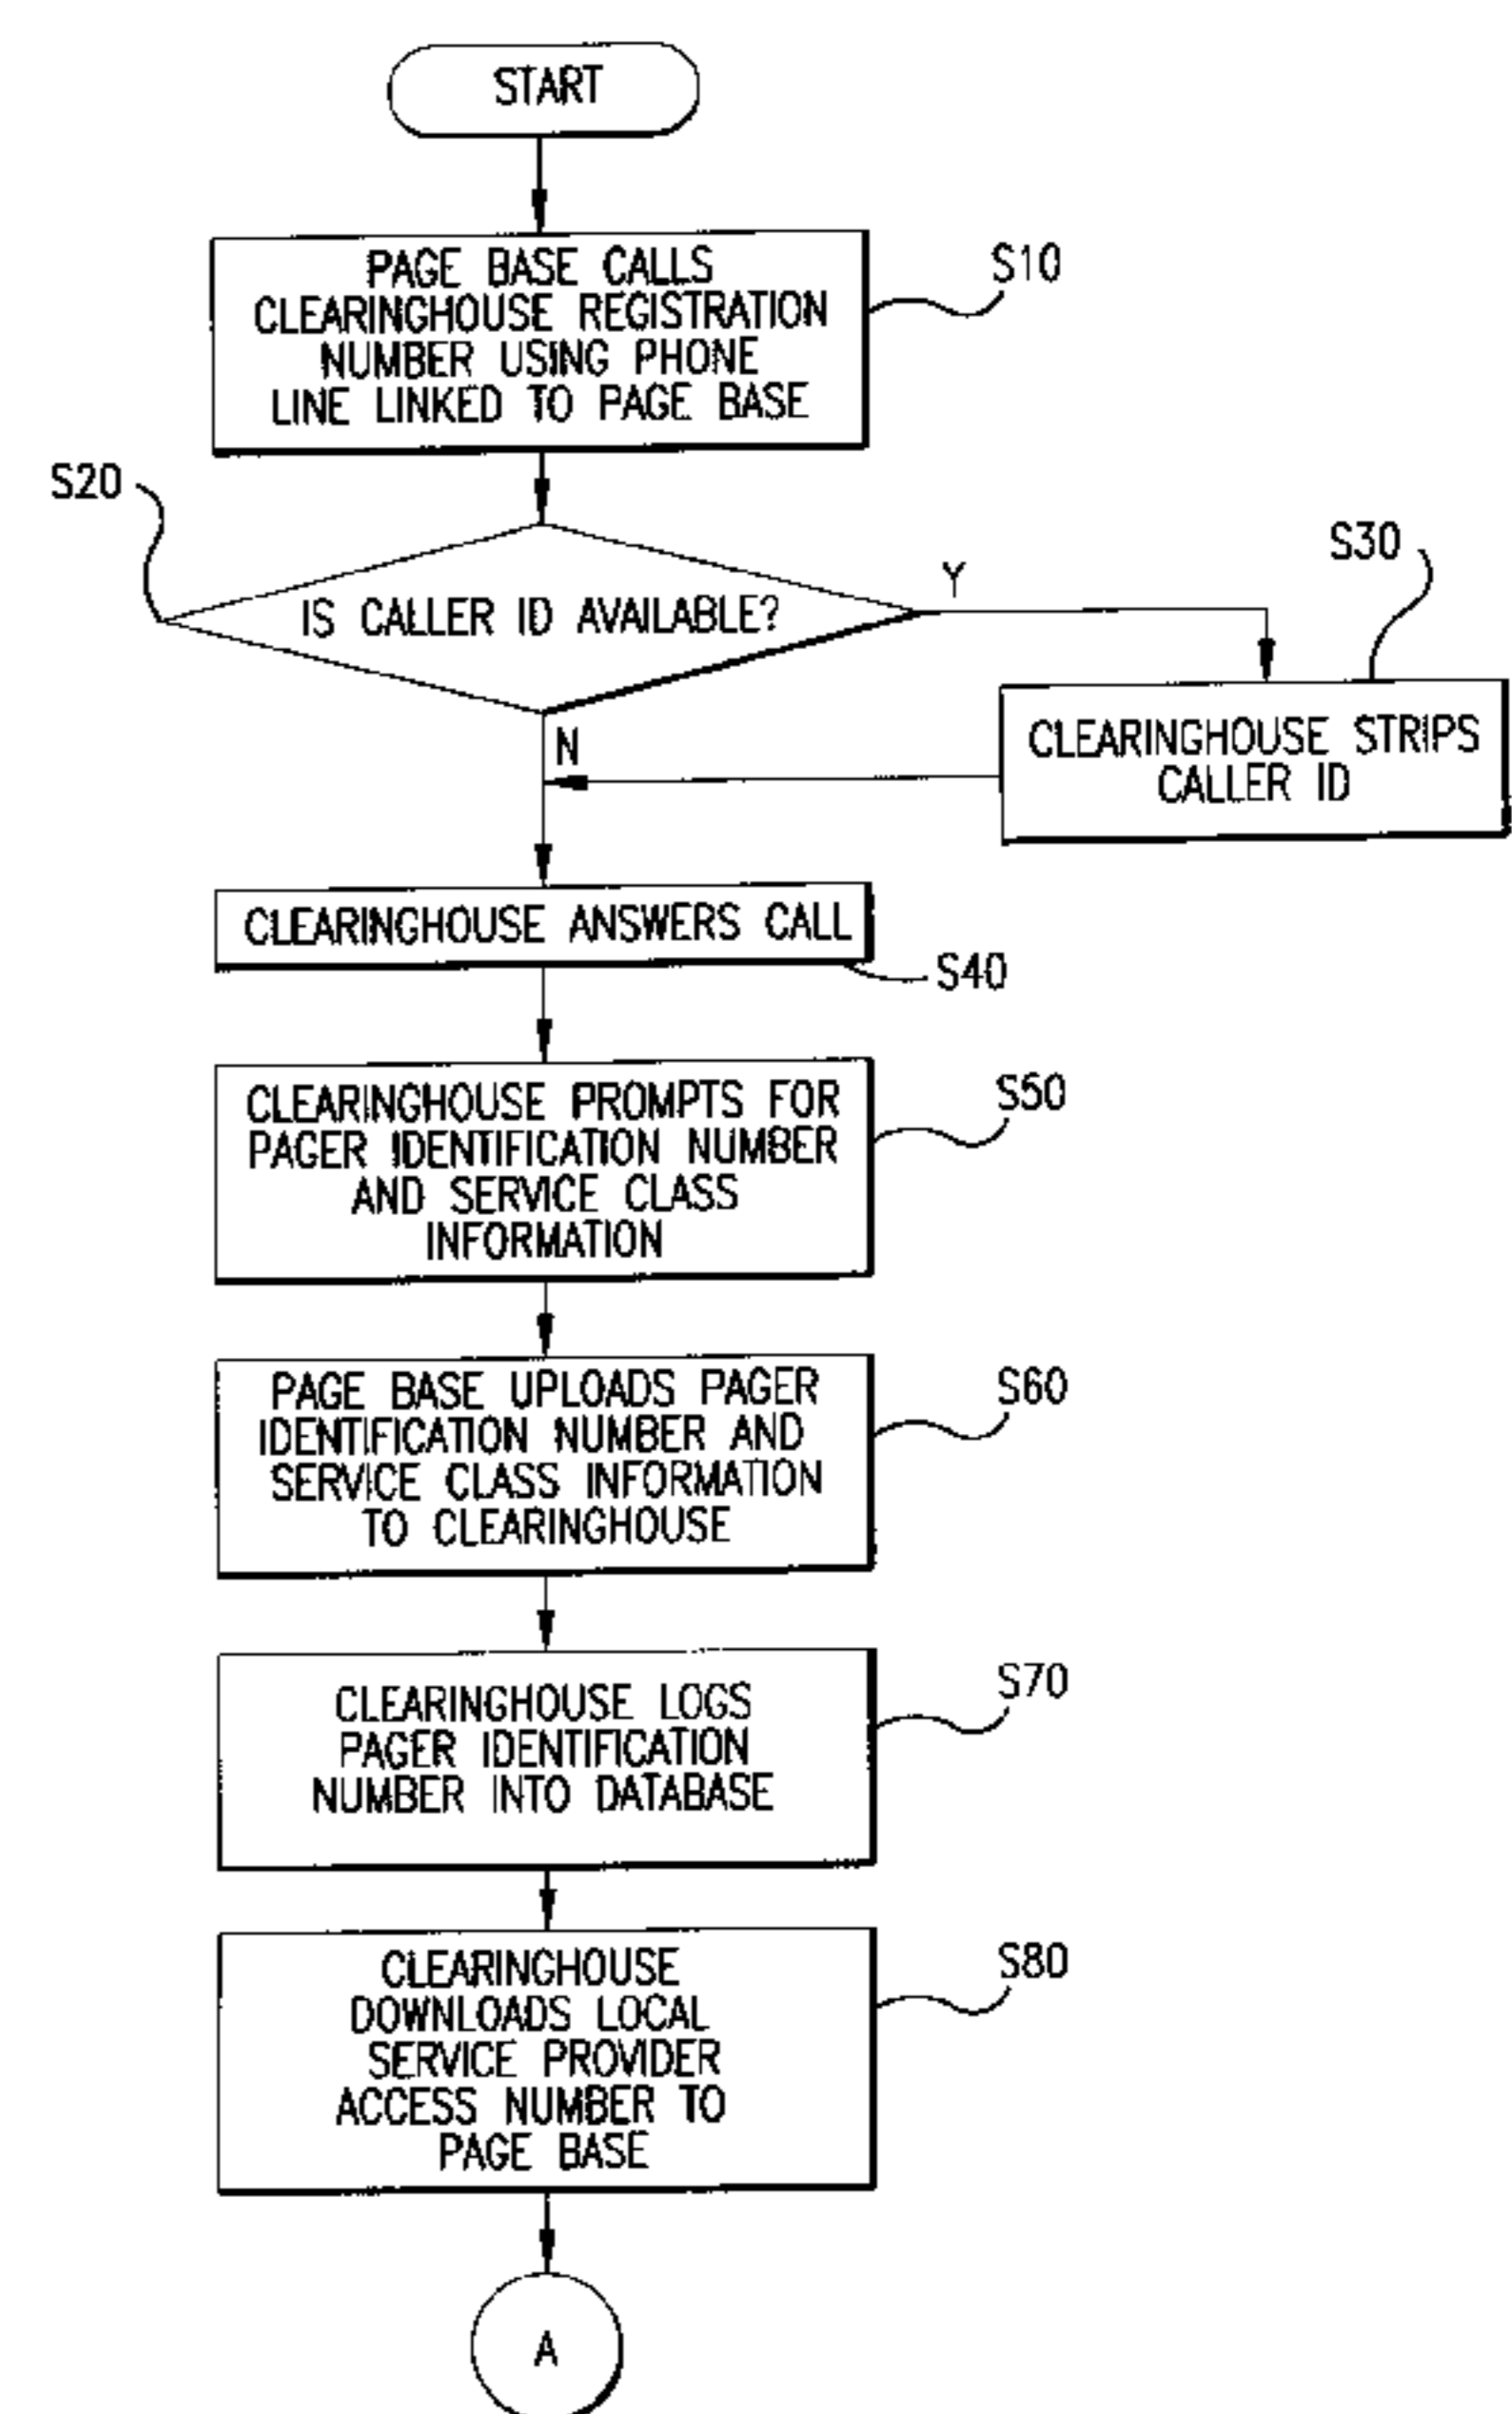 START
PAGE BASE CALLS
CLEARINGHOUSE REGISTRATION
NUMBER USING PHONE
LINE LINKED TO PAGE BASE
S10
S20
IS CALLER ID AVAILABLE?
Y
S30
N
CLEARINGHOUSE STRIPS
CALLER ID
CLEARINGHOUSE ANSWERS CALL
S40
CLEARINGHOUSE PROMPTS FOR
PAGER IDENTIFICATION NUMBER
AND SERVICE CLASS
INFORMATION
S50
PAGE BASE UPLOADS PAGER
IDENTIFICATION NUMBER AND
SERVICE CLASS INFORMATION
TO CLEARINGHOUSE
S60
CLEARINGHOUSE LOGS
PAGER IDENTIFICATION
NUMBER INTO DATABASE
S70
CLEARINGHOUSE
DOWNLOADS LOCAL
SERVICE PROVIDER
ACCESS NUMBER TO
PAGE BASE
S80
A